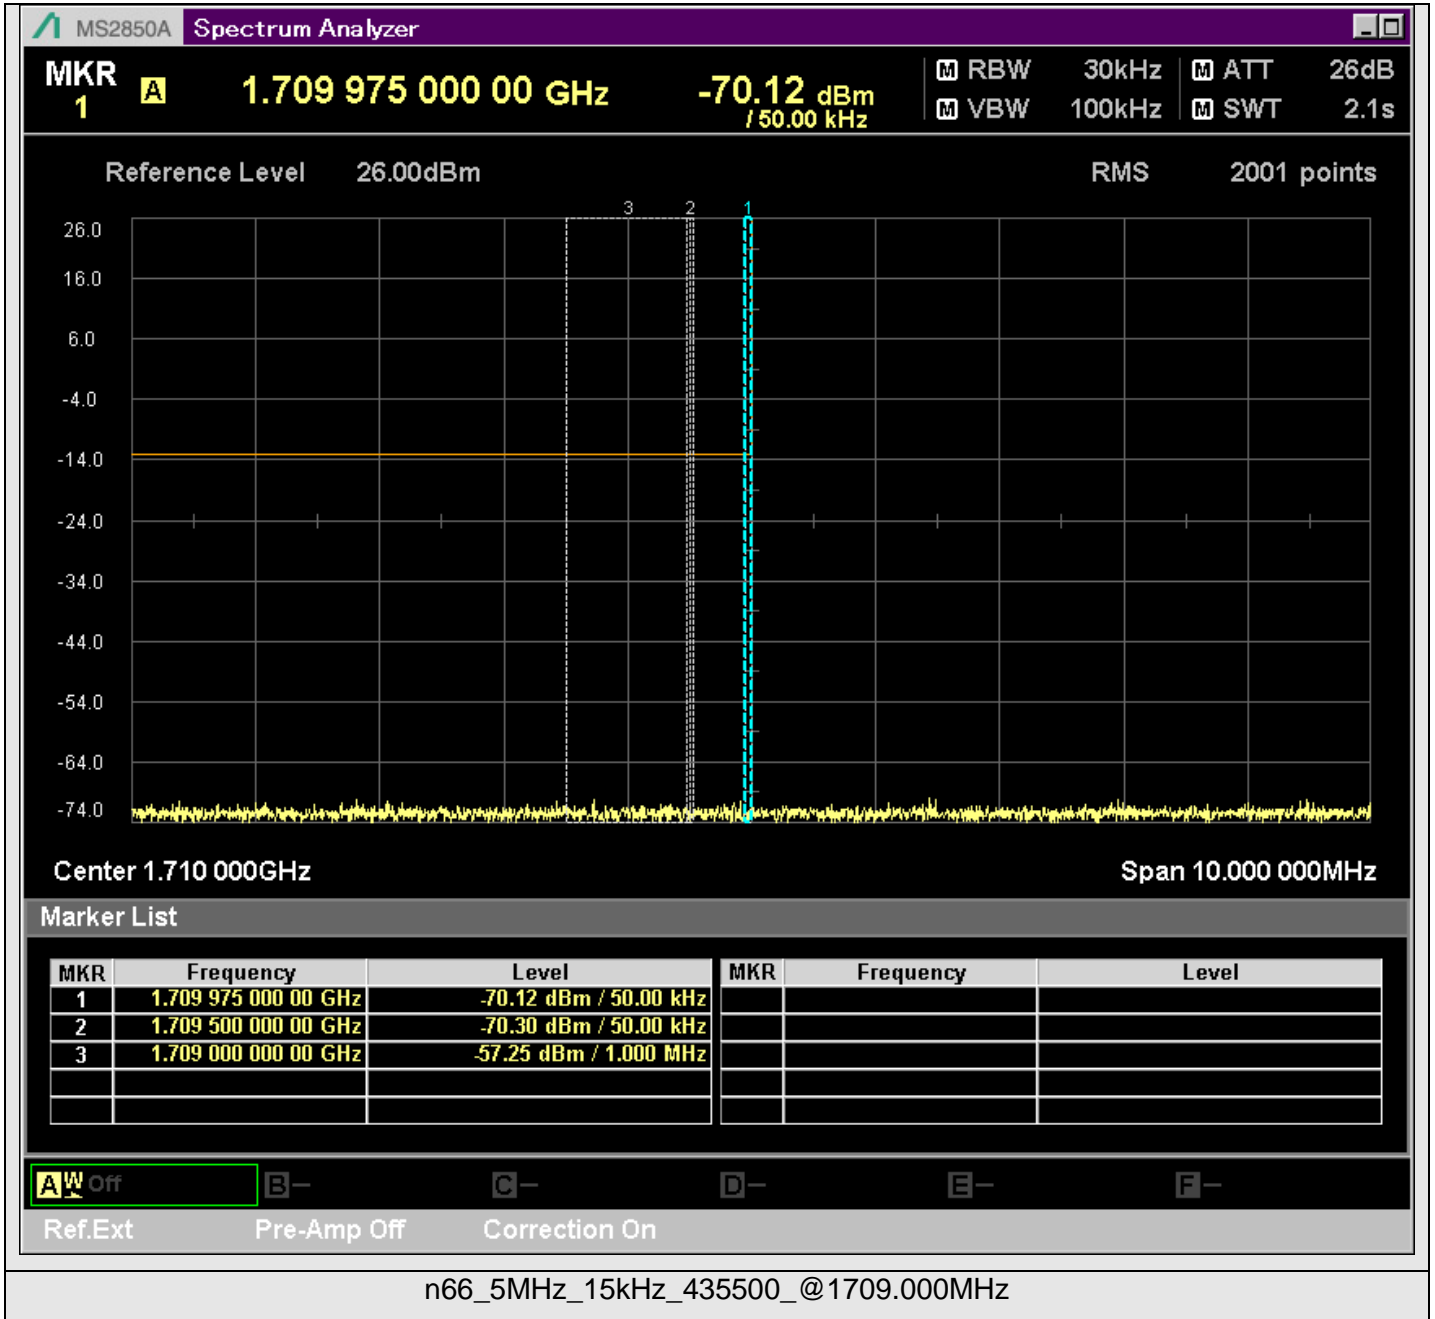 MS2850A Spectrum Analyzer
MKR 1 A 1.709 975 000 00 GHz -70.12 dBm / 50.00 kHz
M RBW 30kHz M ATT 26dB
M VBW 100kHz M SWT 2.1s
Reference Level 26.00dBm RMS 2001 points
3 2 1
26.0
16.0
6.0
-4.0
-14.0
-24.0
-34.0
-44.0
-54.0
-64.0
-74.0
Center 1.710 000GHz Span 10.000 000MHz
Marker List
MKR Frequency Level MKR Frequency Level
1 1.709 975 000 00 GHz -70.12 dBm / 50.00 kHz
2 1.709 500 000 00 GHz -70.30 dBm / 50.00 kHz
3 1.709 000 000 00 GHz -57.25 dBm / 1.000 MHz
A W Off B – C – D – E – F –
Ref.Ext Pre-Amp Off Correction On
n66_5MHz_15kHz_435500_@1709.000MHz